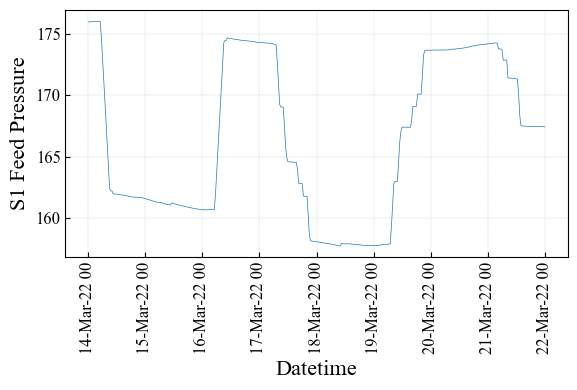 S1 Feed Pressure
175
170
165
160
14-Mar-22 00
15-Mar-22 00
16-Mar-22 00
17-Mar-22 00
18-Mar-22 00
19-Mar-22 00
20-Mar-22 00
21-Mar-22 00
22-Mar-22 00
Datetime